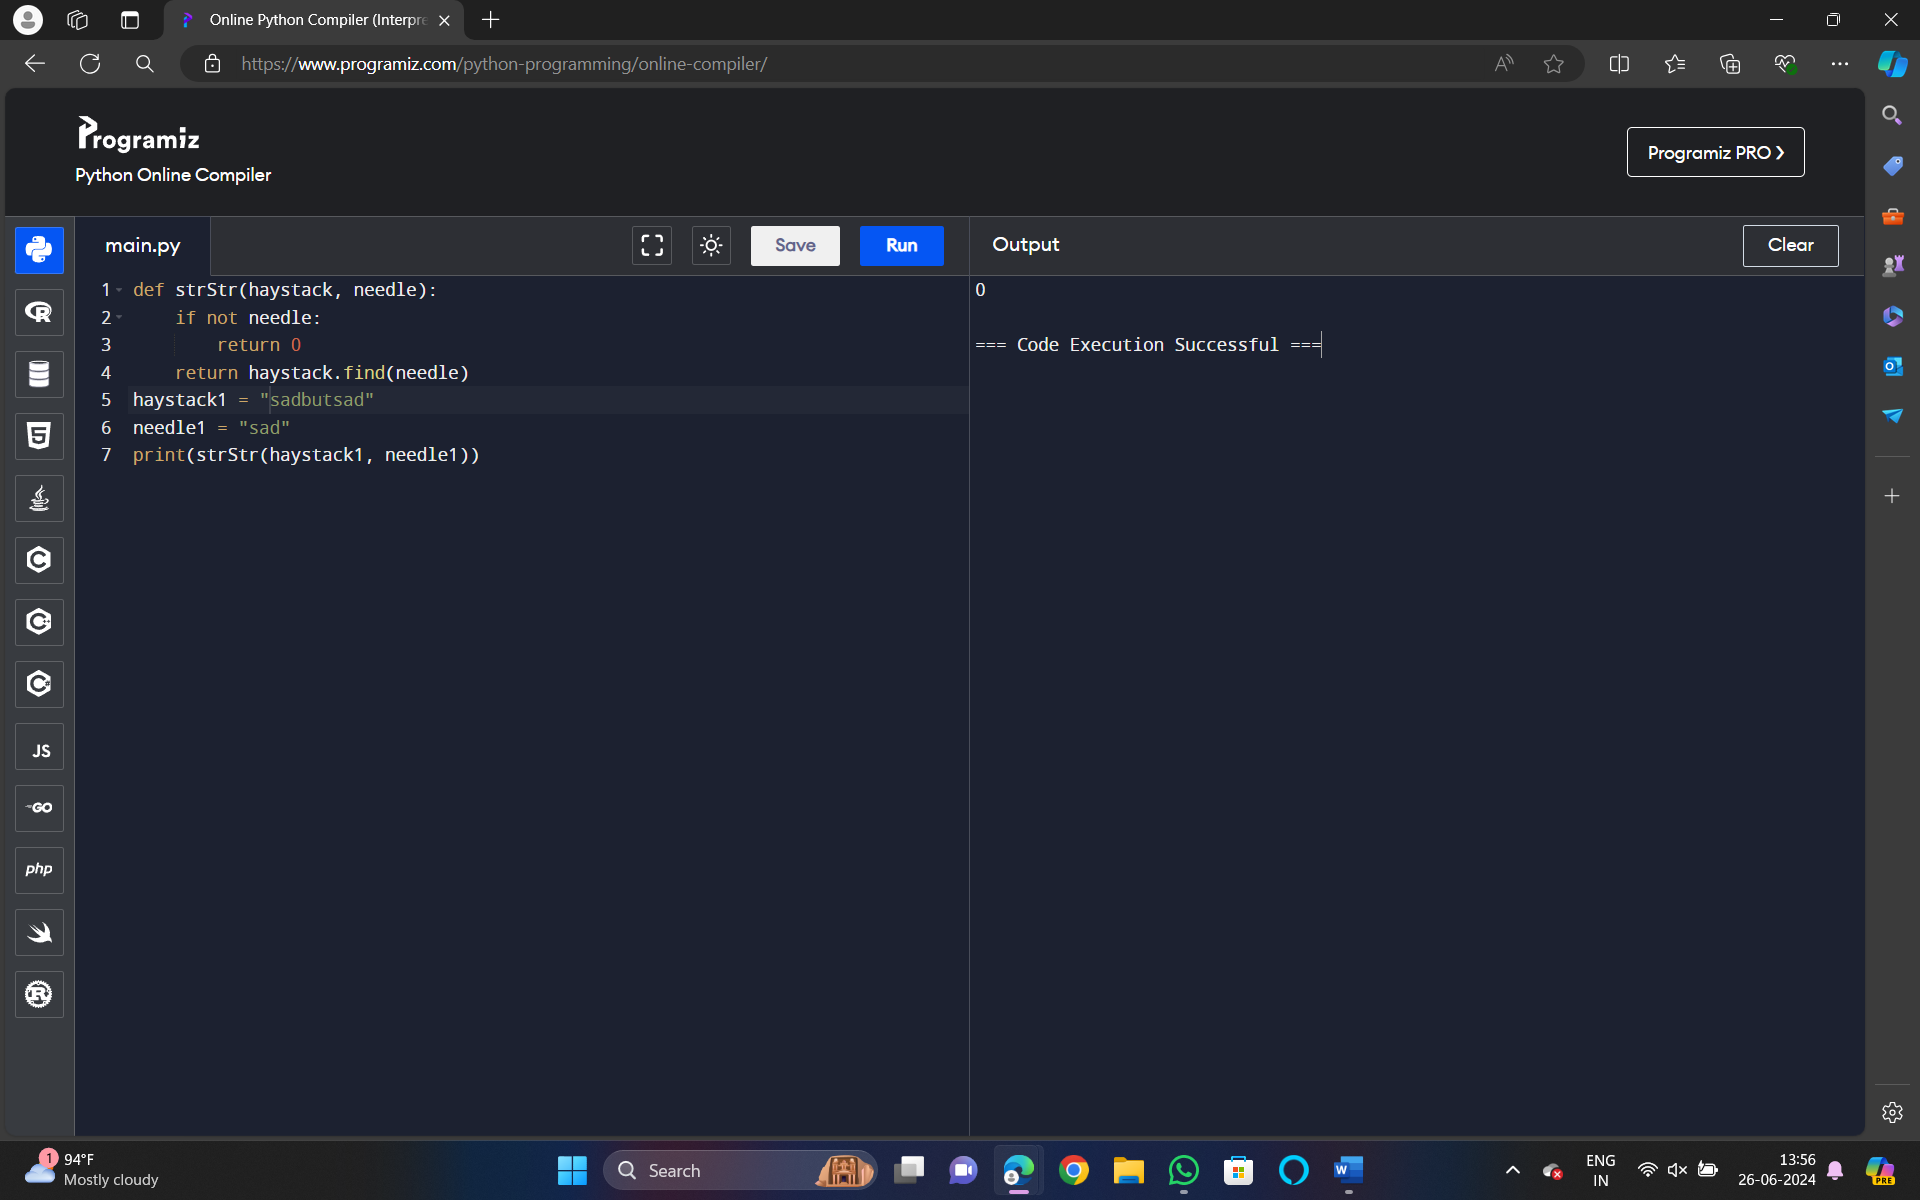 Online Python Compiler (Interpre
https://www.programiz.com/python-programming/online-compiler/
Programiz
Python Online Compiler
Programiz PRO ❯
main.py
Save
Run
Output
Clear
1 def strStr(haystack, needle):
2     if not needle:
3         return 0
4     return haystack.find(needle)
5 haystack1 = "sadbutsad"
6 needle1 = "sad"
7 print(strStr(haystack1, needle1))
0
=== Code Execution Successful ===
R
5
C
C
C
JS
GO
php
R
1
94°F
Mostly cloudy
Search
W
ENG
IN
13:56
26-06-2024
PRE